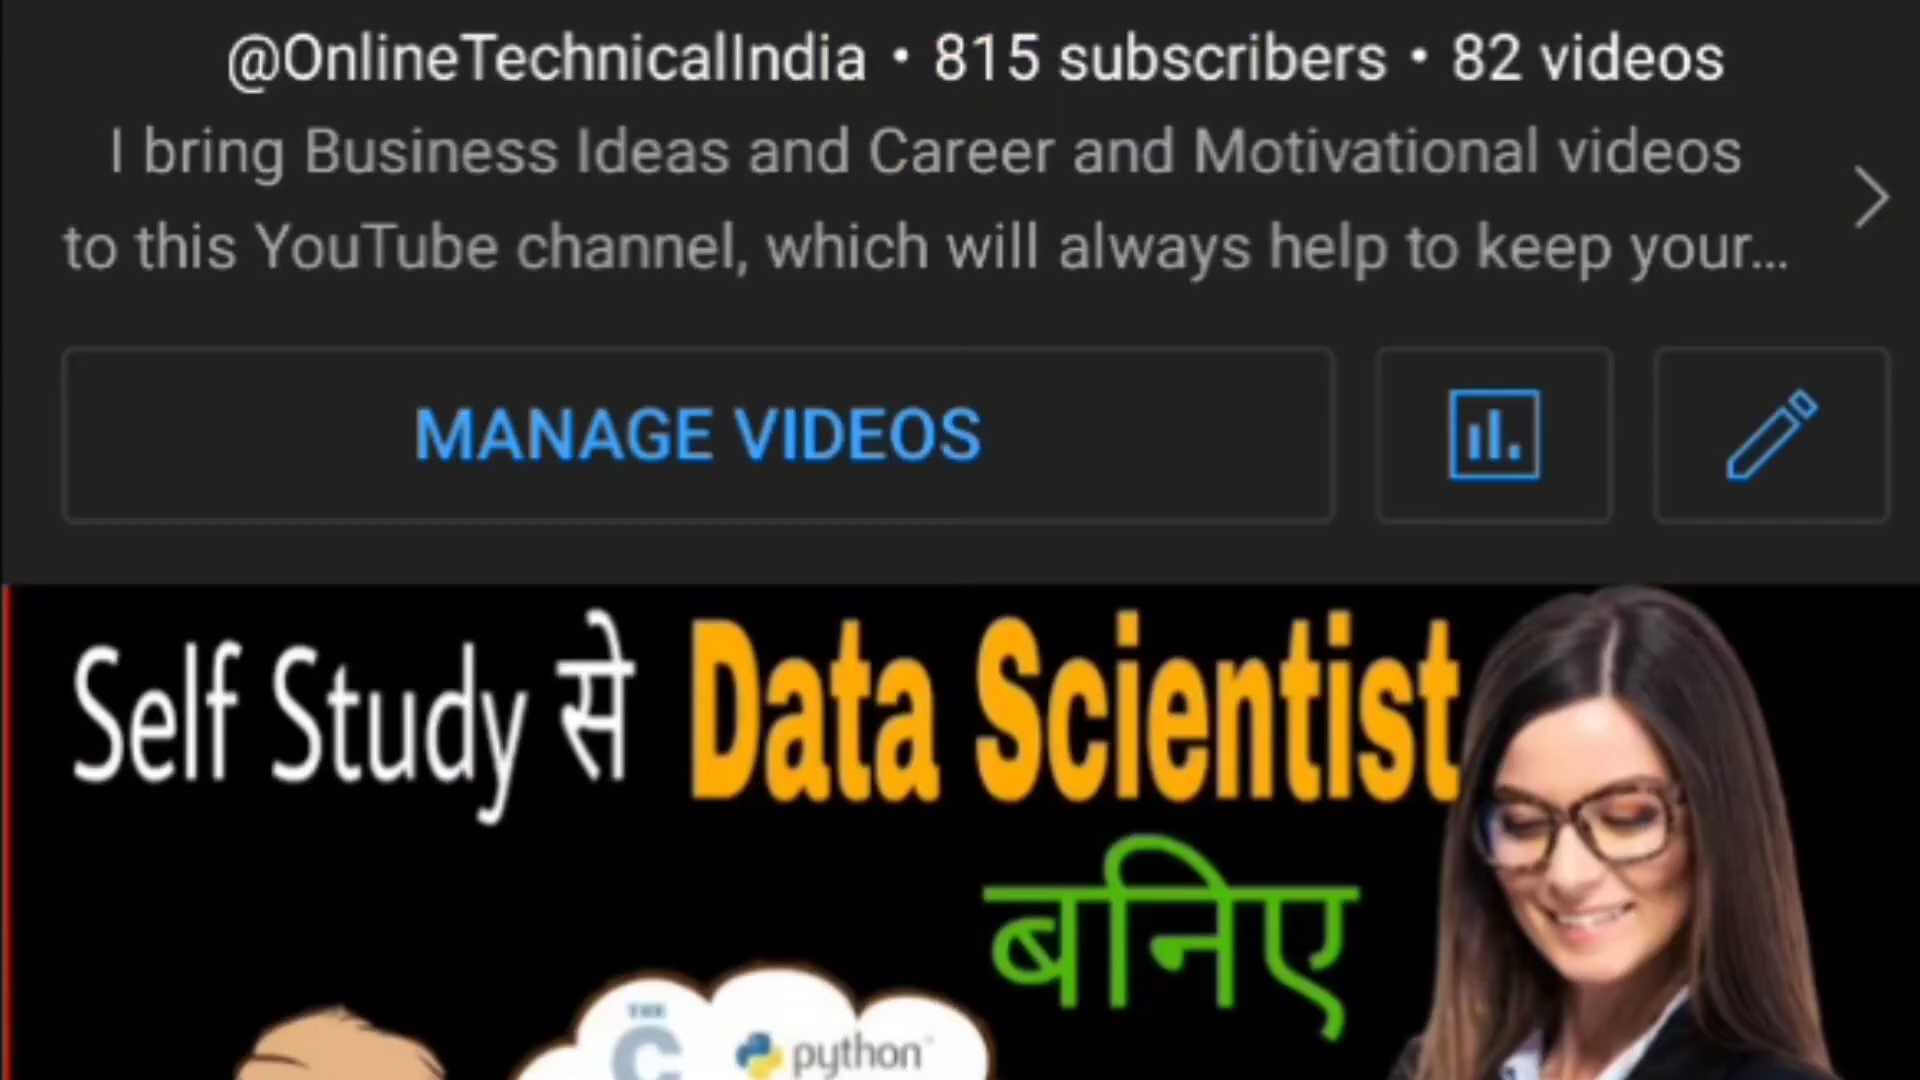 @OnlineTechnicalIndia • 815 subscribers • 82 videos
I bring Business Ideas and Career and Motivational videos
to this YouTube channel, which will always help to keep your...
MANAGE VIDEOS
Self Study से Data Scientist
बनिए
THE
C
python